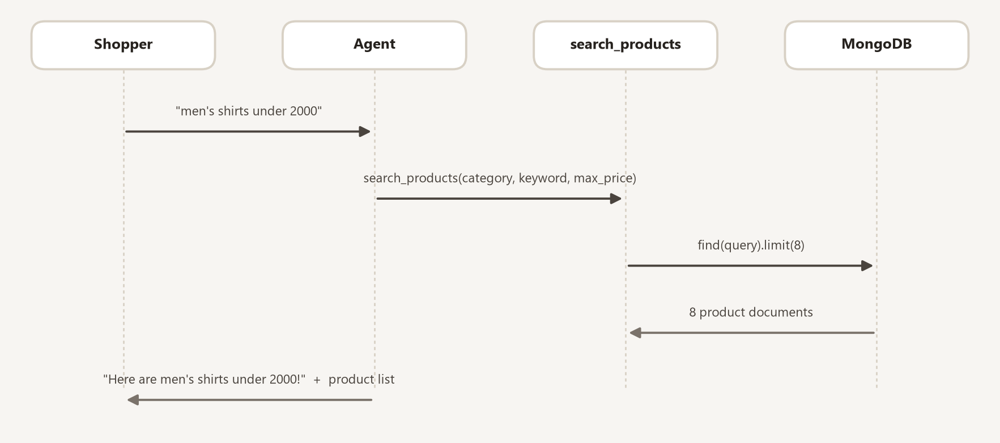 Shopper
Agent
search_products
MongoDB
"men's shirts under 2000"
search_products(category, keyword, max_price)
find(query).limit(8)
8 product documents
"Here are men's shirts under 2000!"  +  product list